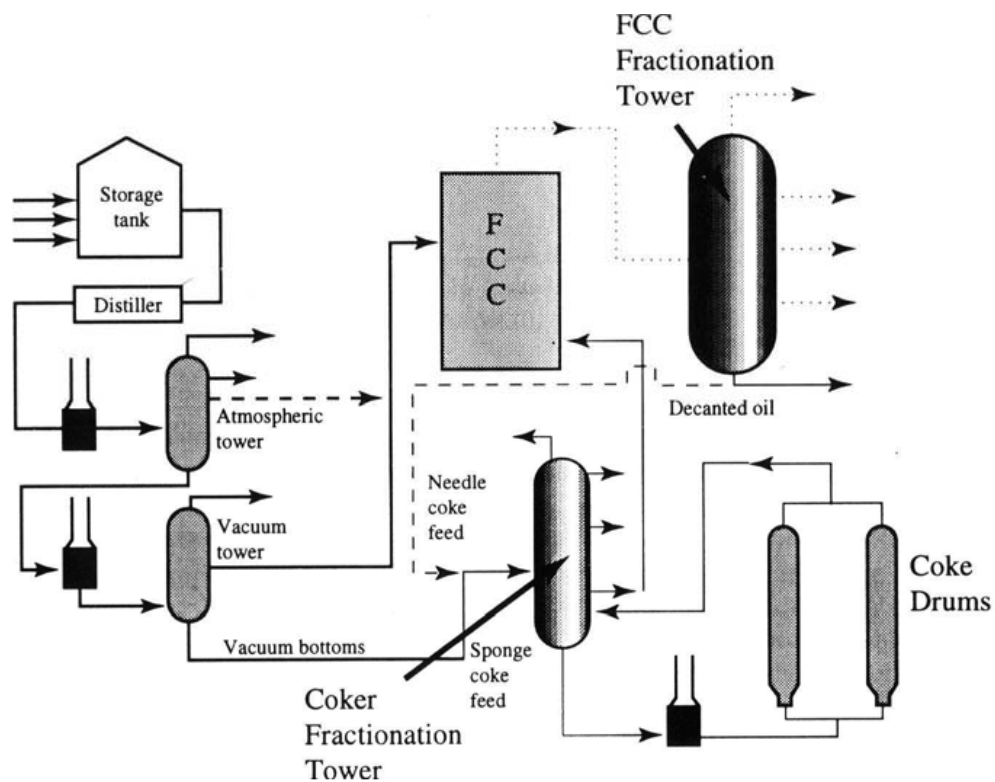 FCC
Fractionation
Tower
Storage
tank
F
C
C
Distiller
Atmospheric
tower
Decanted oil
Needle
coke
feed
Vacuum
tower
Coke
Drums
Vacuum bottoms
Sponge
coke
feed
Coker
Fractionation
Tower